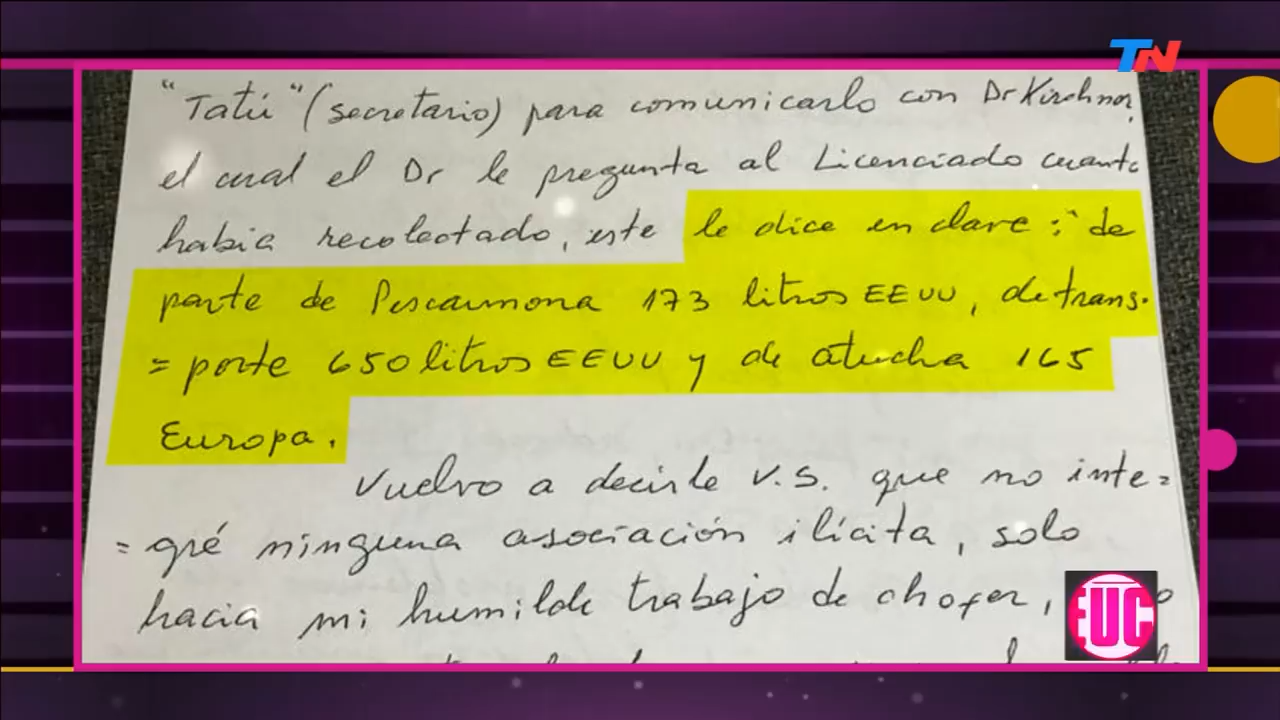 TN
"Tatú" (secretario) para comunicarlo con Dr Kirchner,
el cual el Dr le pregunta al Licenciado cuanto
habia recolectado, este le dice en clave: "de
parte de Pescarmona 173 litros EEUU, de trans-
=porte 650 litros EEUU y de atucha 165
Europa.
Vuelvo a decirle V.S. que no inte=
=gré ninguna asociación ilícita, solo
hacia mi humilde trabajo de chofer,
EUC